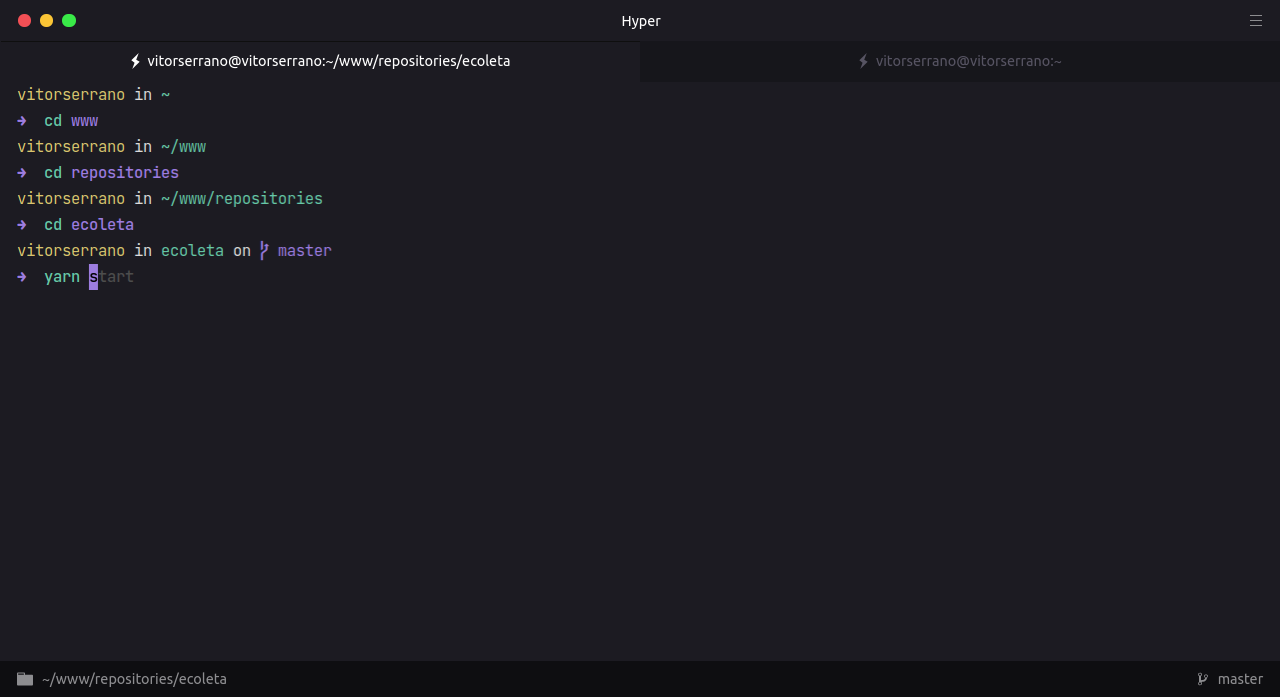 Hyper
vitorserrano@vitorserrano:~/www/repositories/ecoleta
vitorserrano@vitorserrano:~
vitorserrano in ~
➜ cd www
vitorserrano in ~/www
➜ cd repositories
vitorserrano in ~/www/repositories
➜ cd ecoleta
vitorserrano in ecoleta on master
➜ yarn start
~/www/repositories/ecoleta
master